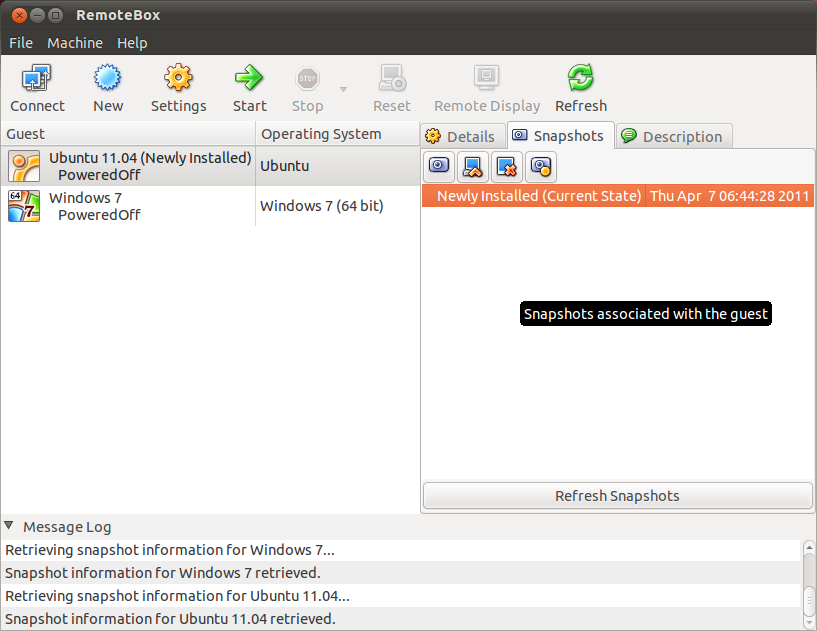 RemoteBox
File Machine Help
Connect New Settings Start Stop Reset Remote Display Refresh
STOP
Guest Operating System
Details Snapshots Description
Ubuntu 11.04 (Newly Installed)
PoweredOff
Ubuntu
64
7
Windows 7
PoweredOff
Windows 7 (64 bit)
Newly Installed (Current State) Thu Apr 7 06:44:28 2011
Snapshots associated with the guest
Refresh Snapshots
Message Log
Retrieving snapshot information for Windows 7...
Snapshot information for Windows 7 retrieved.
Retrieving snapshot information for Ubuntu 11.04...
Snapshot information for Ubuntu 11.04 retrieved.